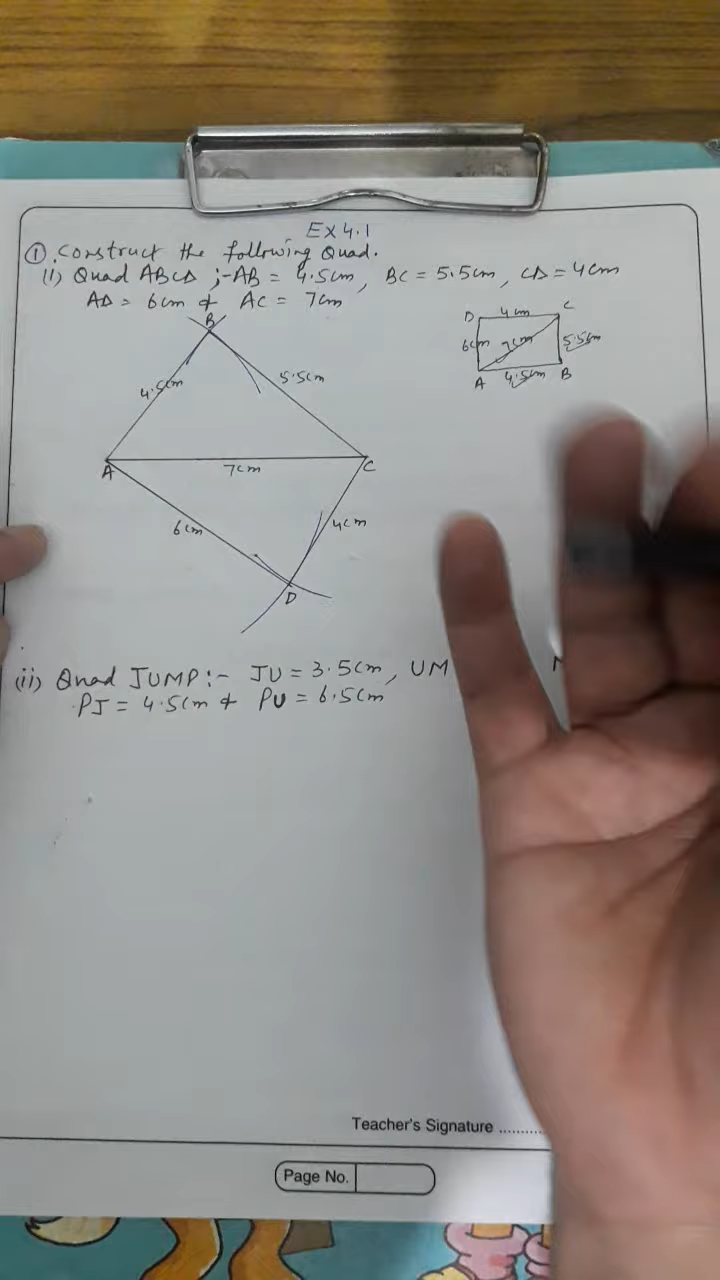 Ex 4.1
① Construct the following Quad.
(i) Quad ABCD :- AB = 4.5cm, BC = 5.5cm, CD = 4cm
AD = 6cm & AC = 7cm
B
4.5cm
5.5cm
A
7cm
C
6cm
4cm
D
D
4cm
C
6cm
7cm
5.5cm
A
4.5cm
B
(ii) Quad JUMP :- JU = 3.5cm, UM
PJ = 4.5cm & PU = 6.5cm
Teacher's Signature ..........
Page No.